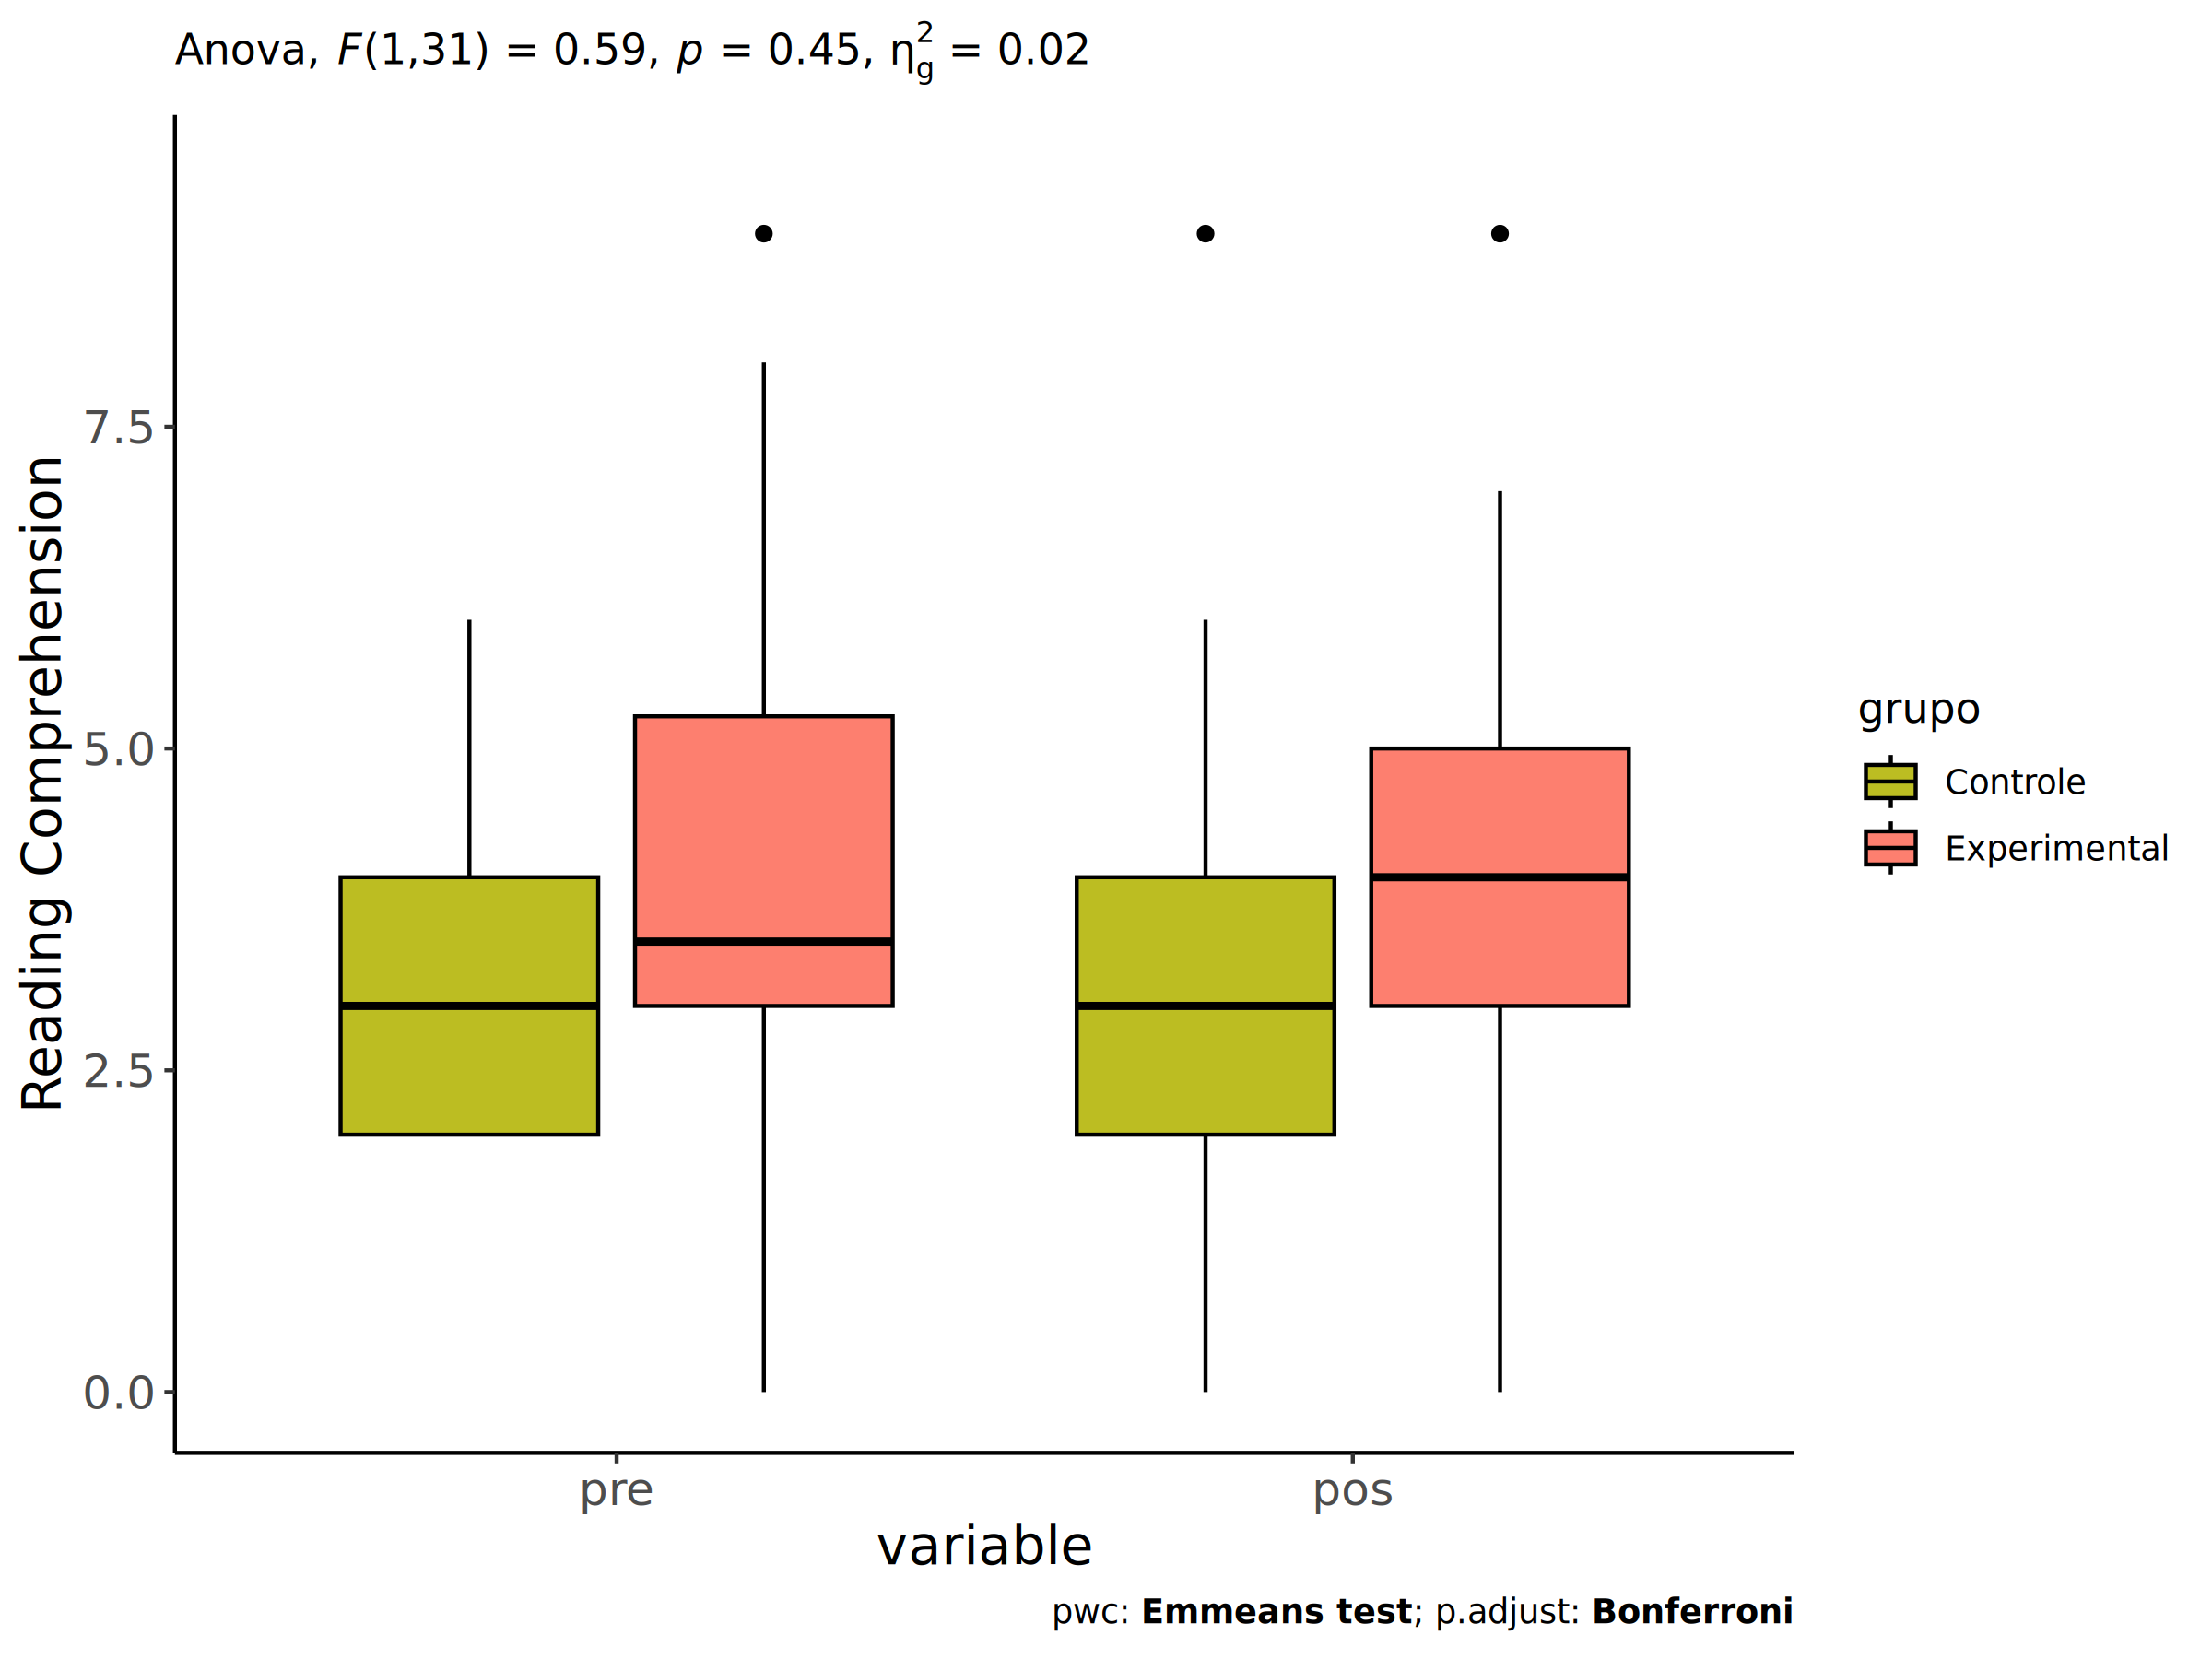 Anova, F(1,31) = 0.59, p = 0.45, η²g = 0.02
Reading Comprehension
7.5
5.0
2.5
0.0
pre
pos
variable
grupo
Controle
Experimental
pwc: Emmeans test; p.adjust: Bonferroni